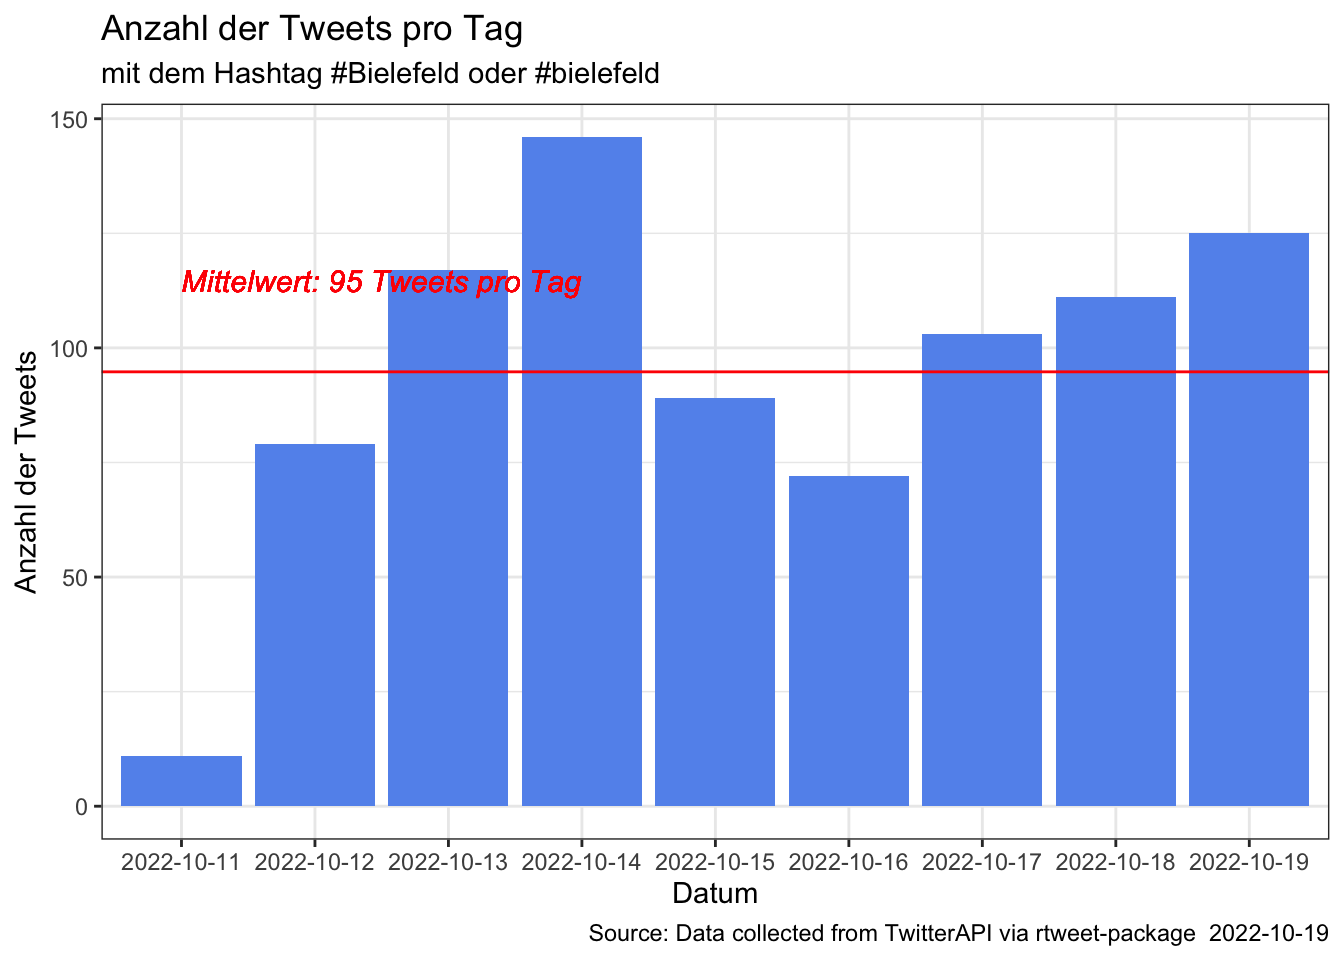 Anzahl der Tweets pro Tag
mit dem Hashtag #Bielefeld oder #bielefeld
150
Mittelwert: 95 Tweets pro Tag
100
Anzahl der Tweets
50
0
2022-10-11 2022-10-12 2022-10-13 2022-10-14 2022-10-15 2022-10-16 2022-10-17 2022-10-18 2022-10-19
Datum
Source: Data collected from TwitterAPI via rtweet-package  2022-10-19